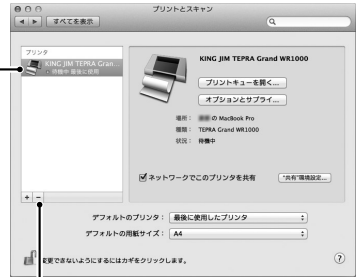 プリントとスキャン
すべてを表示
プリンタ
KING JIM TEPRA Gran...
・待機中 最後に使用
KING JIM TEPRA Grand WR1000
プリントキューを開く...
オプションとサプライ...
場所： の MacBook Pro
種類： TEPRA Grand WR1000
状況： 待機中
ネットワークでこのプリンタを共有
"共有"環境設定...
+ −
デフォルトのプリンタ： 最後に使用したプリンタ
デフォルトの用紙サイズ： A4
変更できないようにするにはカギをクリックします。
?